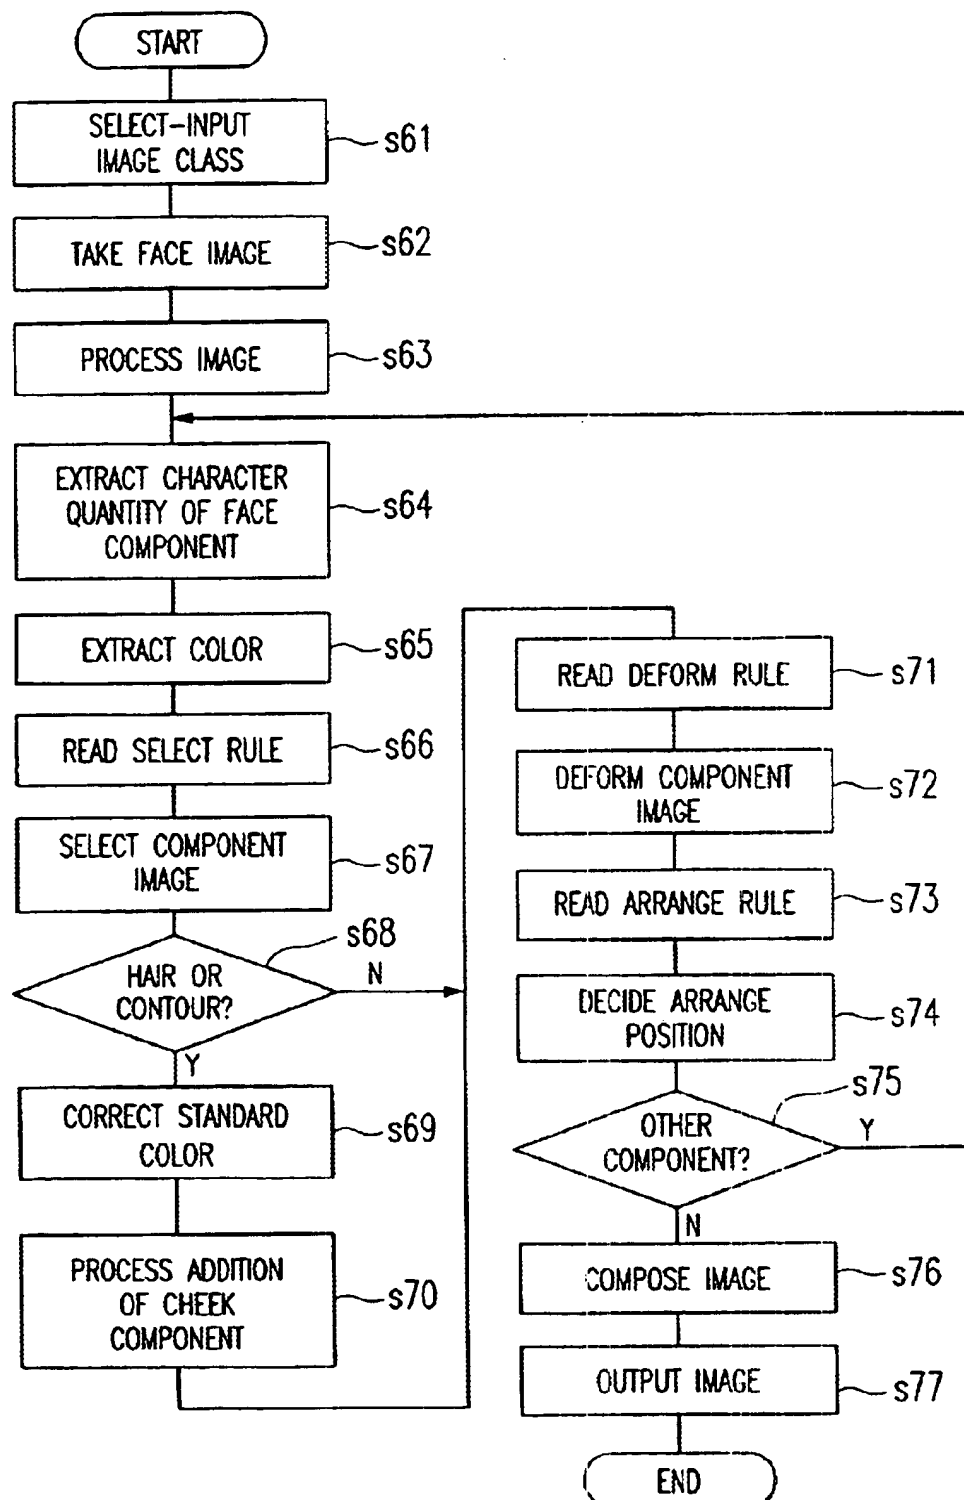 START
SELECT-INPUT
IMAGE CLASS
s61
TAKE FACE IMAGE
s62
PROCESS IMAGE
s63
EXTRACT CHARACTER
QUANTITY OF FACE
COMPONENT
s64
EXTRACT COLOR
s65
READ SELECT RULE
s66
SELECT COMPONENT
IMAGE
s67
s68
HAIR OR
CONTOUR?
N
Y
CORRECT STANDARD
COLOR
s69
PROCESS ADDITION
OF CHEEK
COMPONENT
s70
READ DEFORM RULE
s71
DEFORM COMPONENT
IMAGE
s72
READ ARRANGE RULE
s73
DECIDE ARRANGE
POSITION
s74
s75
OTHER
COMPONENT?
Y
N
COMPOSE IMAGE
s76
OUTPUT IMAGE
s77
END